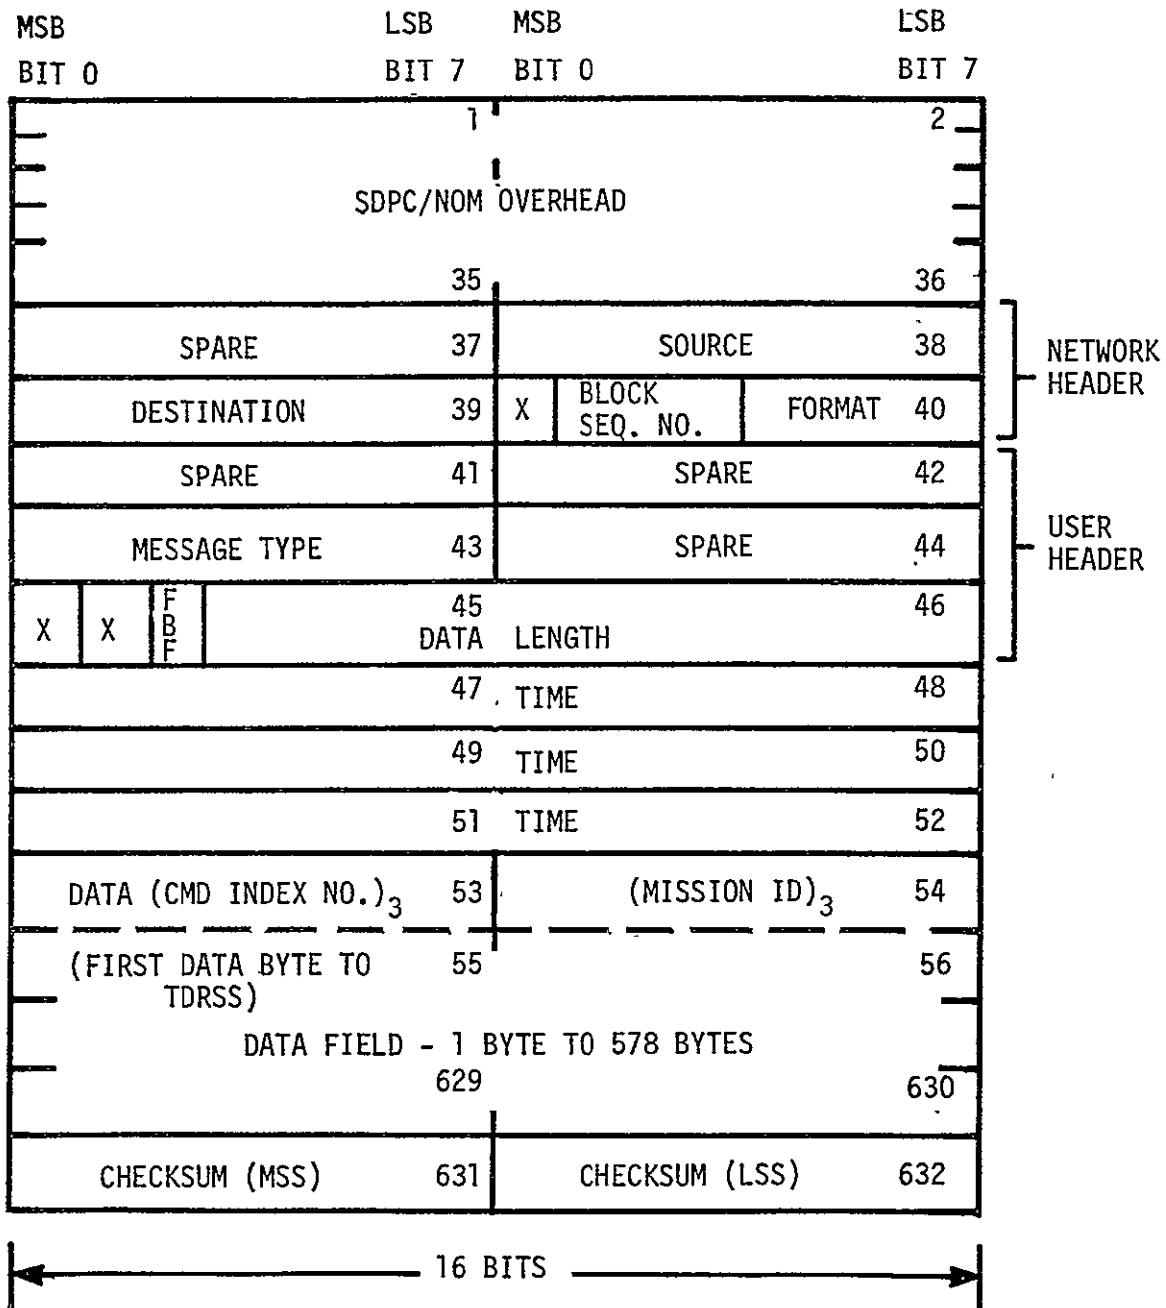 MSB LSB MSB LSB
BIT 0 BIT 7 BIT 0 BIT 7
1 2
SDPC/NOM OVERHEAD
35 36
SPARE 37 SOURCE 38
NETWORK
HEADER
DESTINATION 39 X BLOCK
SEQ. NO. FORMAT 40
SPARE 41 SPARE 42
USER
HEADER
MESSAGE TYPE 43 SPARE 44
X X F
B
F
45 46
DATA LENGTH
47 TIME 48
49 TIME 50
51 TIME 52
DATA (CMD INDEX NO.)3 53 (MISSION ID)3 54
(FIRST DATA BYTE TO 55 56
TDRSS)
DATA FIELD - 1 BYTE TO 578 BYTES
629 630
CHECKSUM (MSS) 631 CHECKSUM (LSS) 632
16 BITS